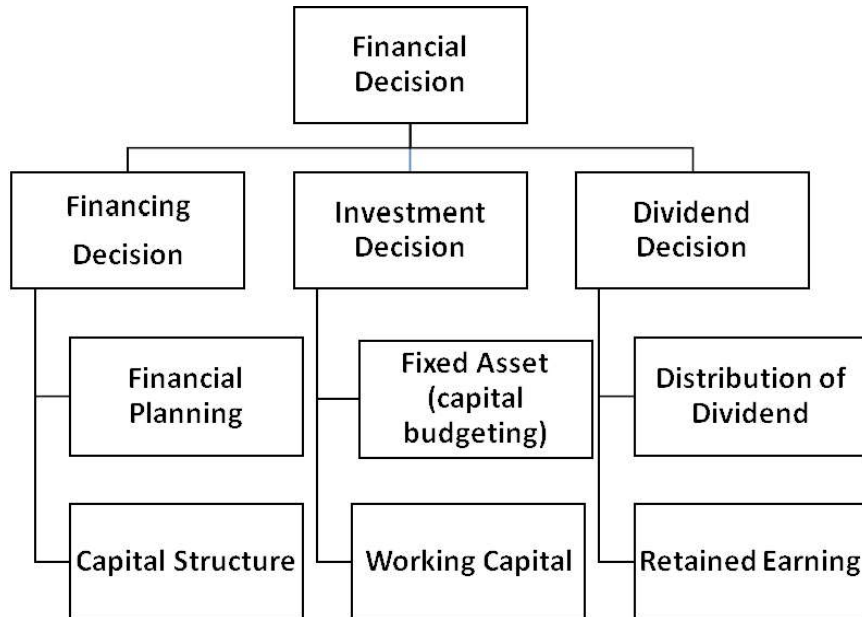 Financial
Decision
Financing
Decision
Investment
Decision
Dividend
Decision
Financial
Planning
Fixed Asset
(capital
budgeting)
Distribution of
Dividend
Capital Structure
Working Capital
Retained Earning